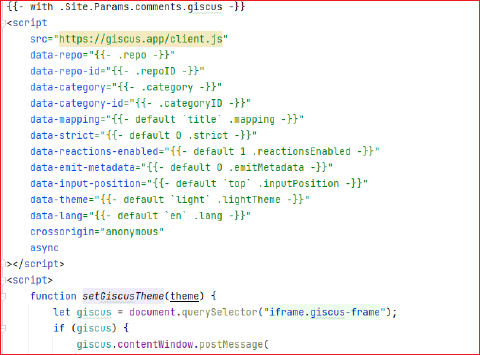 {{- with .Site.Params.comments.giscus -}}
<script
src="https://giscus.app/client.js"
data-repo="{{- .repo -}}"
data-repo-id="{{- .repoID -}}"
data-category="{{- .category -}}"
data-category-id="{{- .categoryID -}}"
data-mapping="{{- default `title` .mapping -}}"
data-strict="{{- default 0 .strict -}}"
data-reactions-enabled="{{- default 1 .reactionsEnabled -}}"
data-emit-metadata="{{- default 0 .emitMetadata -}}"
data-input-position="{{- default `top` .inputPosition -}}"
data-theme="{{- default `light` .lightTheme -}}"
data-lang="{{- default `en` .lang -}}"
crossorigin="anonymous"
async
></script>
<script>
function setGiscusTheme(theme) {
let giscus = document.querySelector("iframe.giscus-frame");
if (giscus) {
giscus.contentWindow.postMessage(